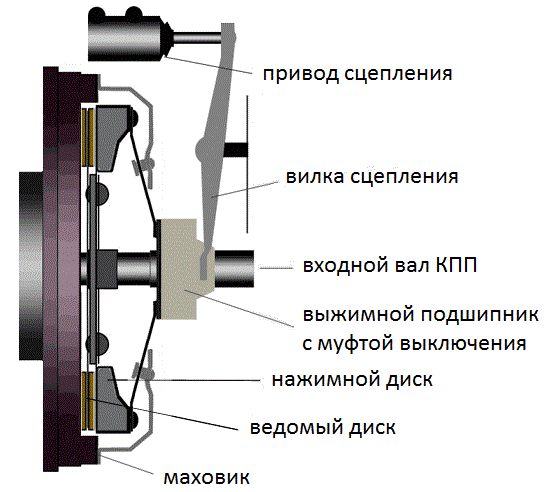 привод сцепления
вилка сцепления
входной вал КПП
выжимной подшипник
с муфтой выключения
нажимной диск
ведомый диск
маховик